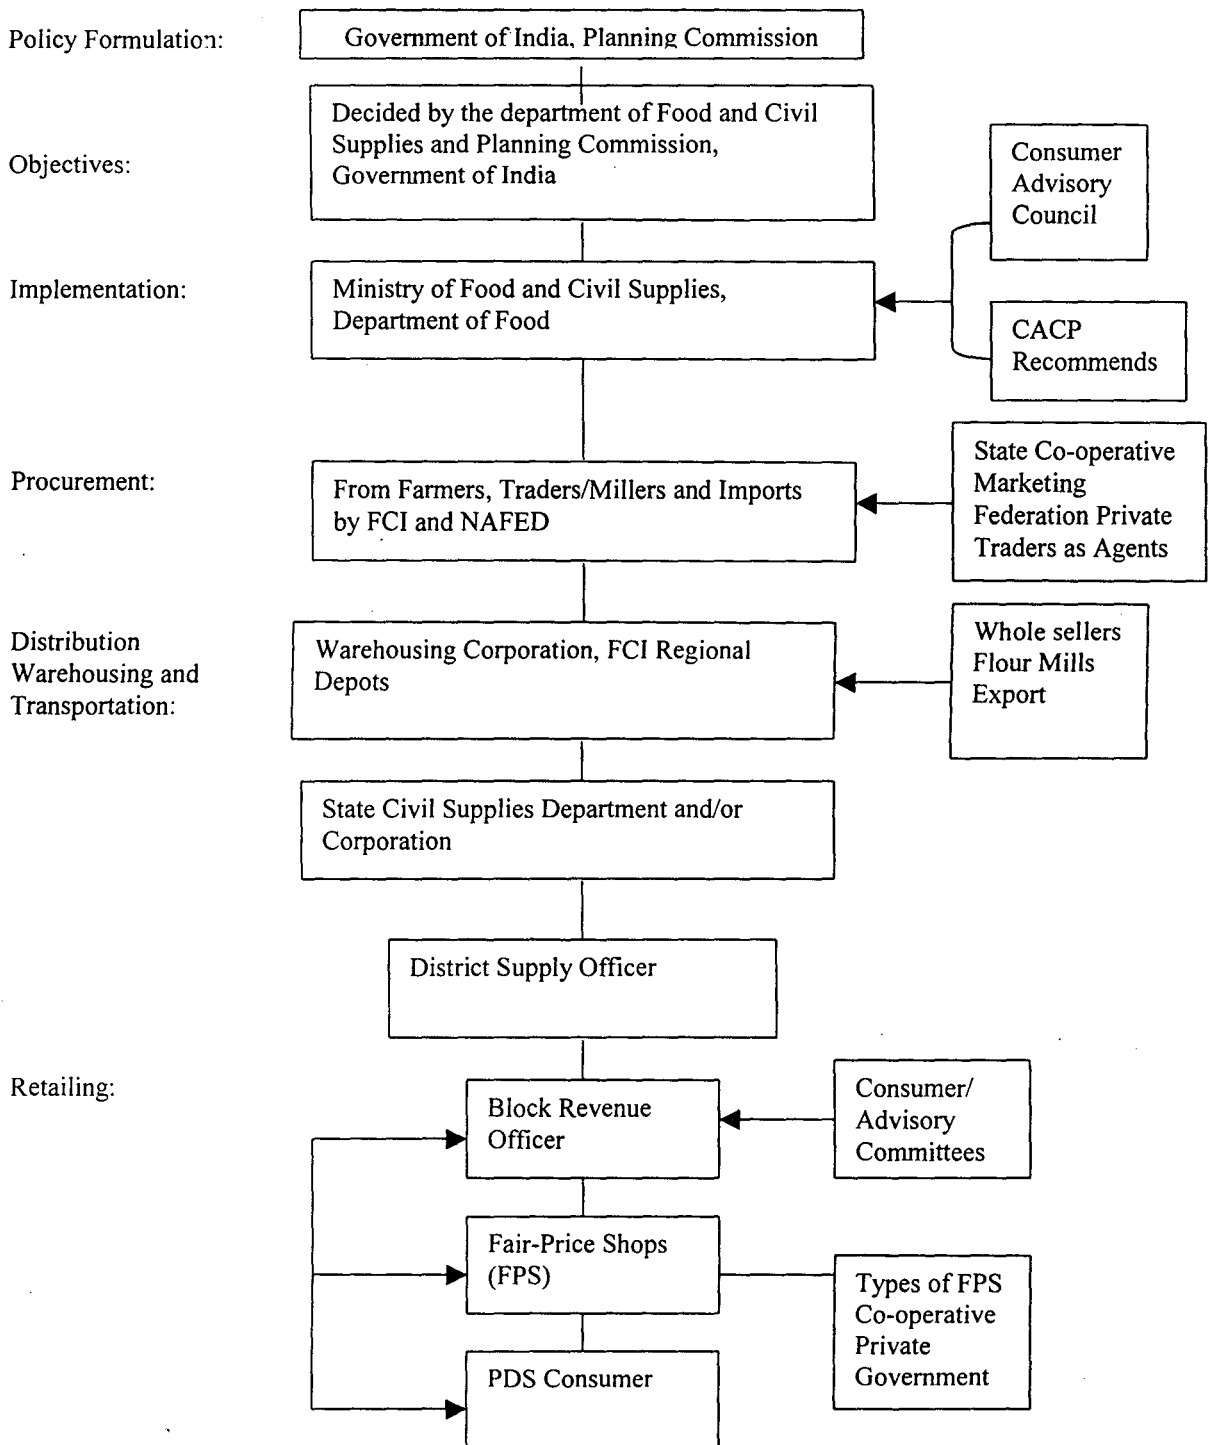 Policy Formulation:
Government of India, Planning Commission
Objectives:
Decided by the department of Food and Civil
Supplies and Planning Commission,
Government of India
Consumer
Advisory
Council
Implementation:
Ministry of Food and Civil Supplies,
Department of Food
CACP
Recommends
Procurement:
From Farmers, Traders/Millers and Imports
by FCI and NAFED
State Co-operative
Marketing
Federation Private
Traders as Agents
Distribution
Warehousing and
Transportation:
Warehousing Corporation, FCI Regional
Depots
Whole sellers
Flour Mills
Export
State Civil Supplies Department and/or
Corporation
District Supply Officer
Retailing:
Block Revenue
Officer
Consumer/
Advisory
Committees
Fair-Price Shops
(FPS)
Types of FPS
Co-operative
Private
Government
PDS Consumer